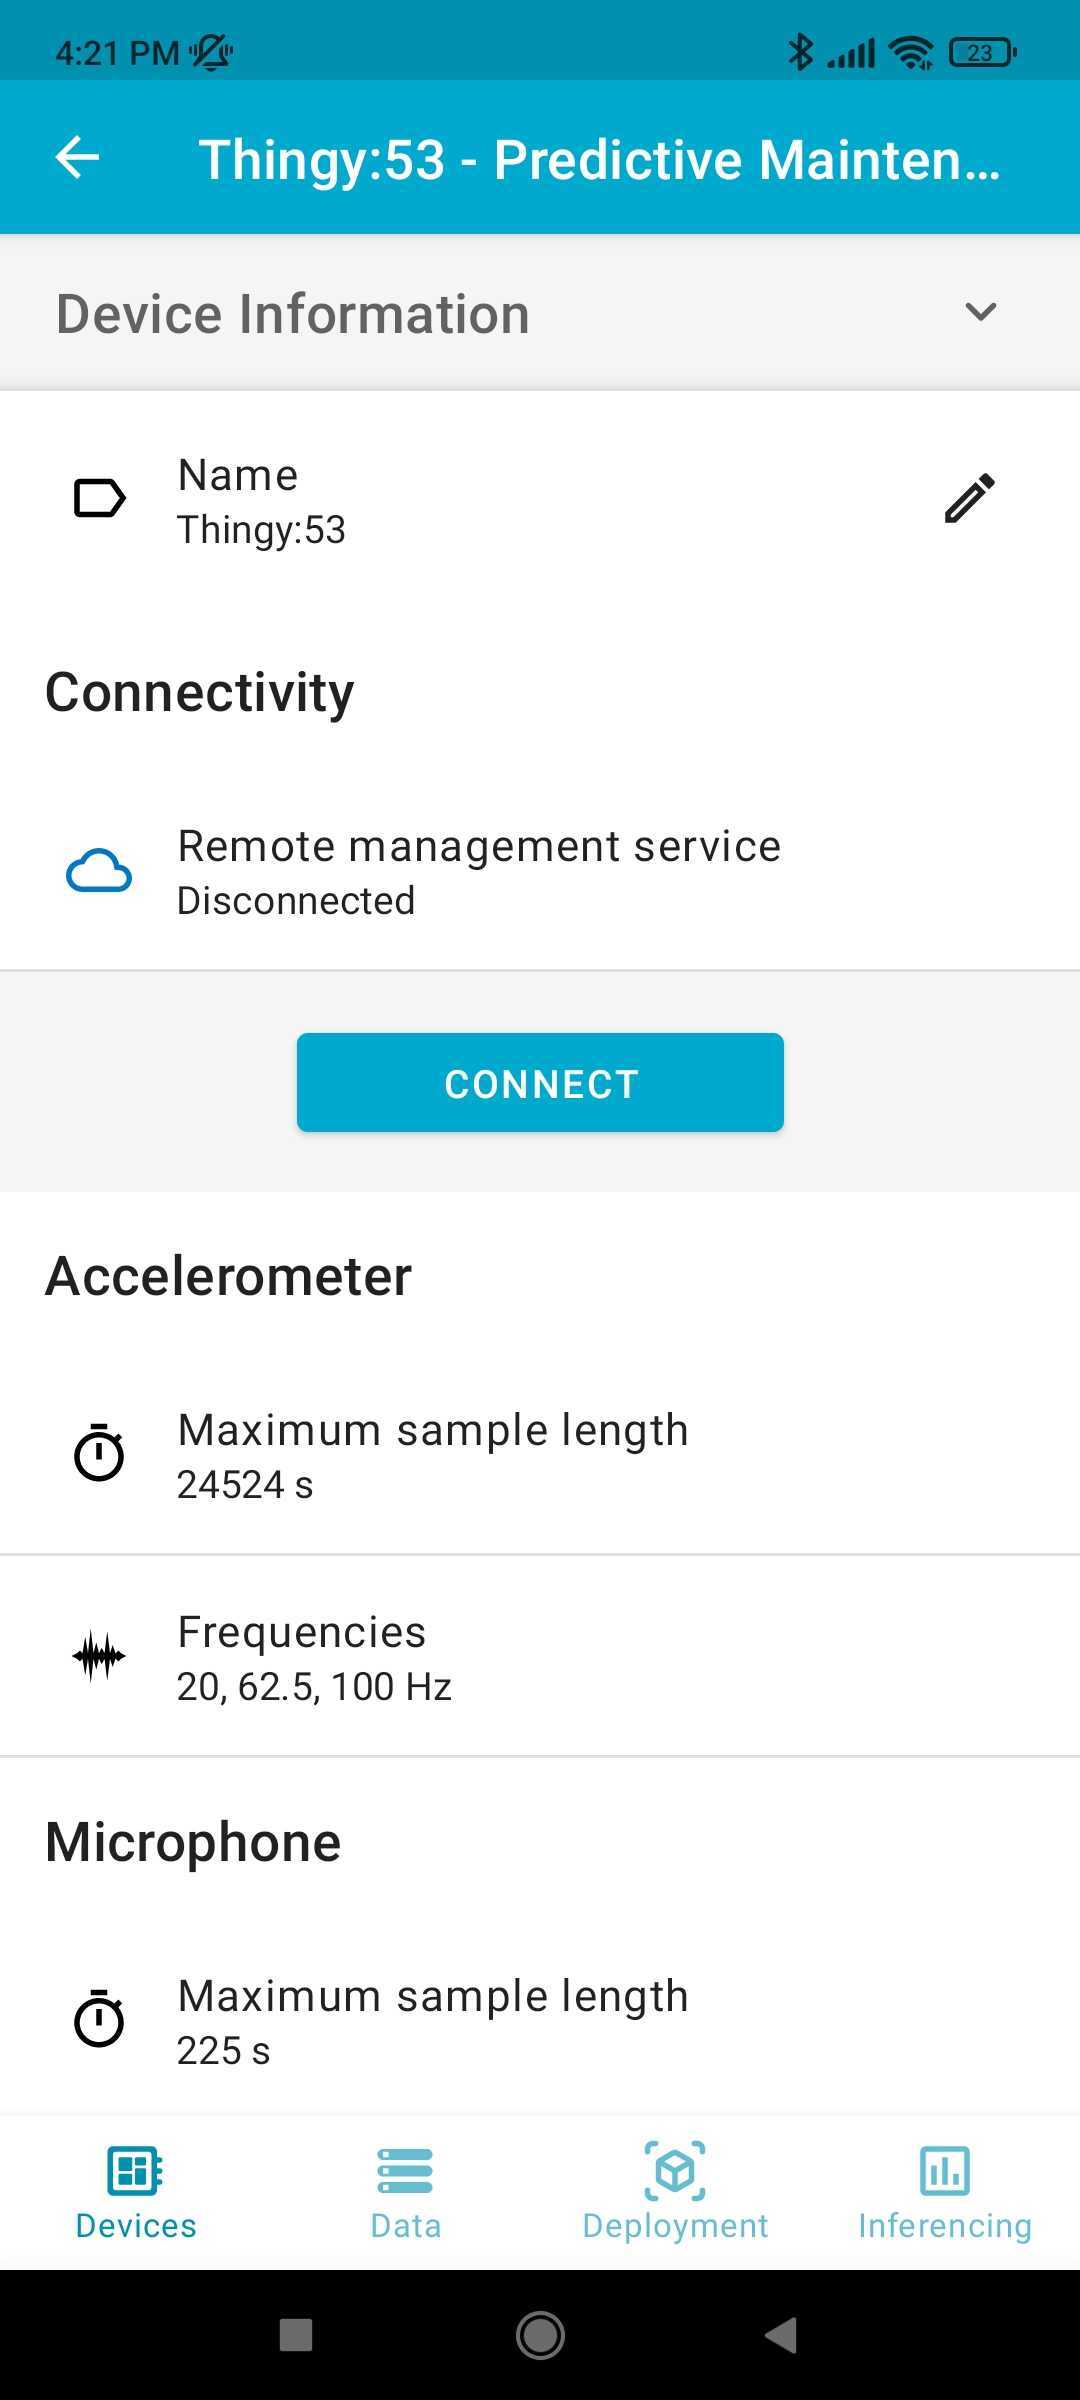 4:21 PM
23
Thingy:53 - Predictive Mainten...
Device Information
Name
Thingy:53
Connectivity
Remote management service
Disconnected
CONNECT
Accelerometer
Maximum sample length
24524 s
Frequencies
20, 62.5, 100 Hz
Microphone
Maximum sample length
225 s
Devices
Data
Deployment
Inferencing